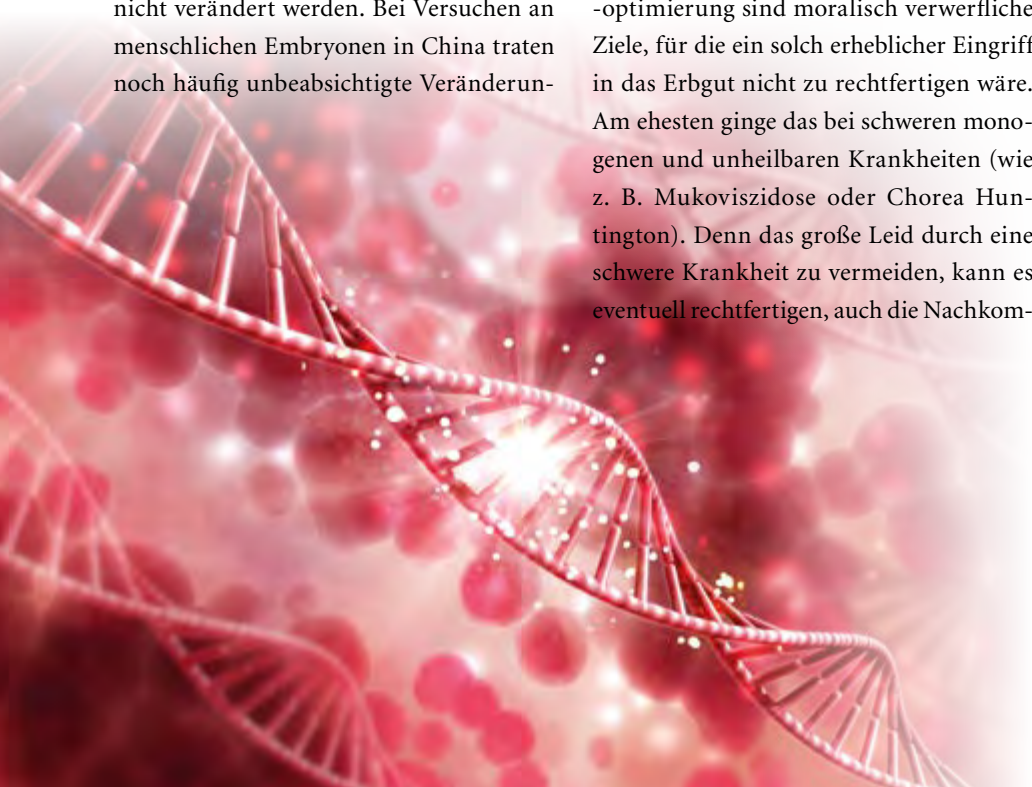 nicht verändert werden. Bei Versuchen an
menschlichen Embryonen in China traten
noch häufig unbeabsichtigte Veränderun-
-optimierung sind moralisch verwerfliche
Ziele, für die ein solch erheblicher Eingriff
in das Erbgut nicht zu rechtfertigen wäre.
Am ehesten ginge das bei schweren mono-
genen und unheilbaren Krankheiten (wie
z. B. Mukoviszidose oder Chorea Hun-
tington). Denn das große Leid durch eine
schwere Krankheit zu vermeiden, kann es
eventuell rechtfertigen, auch die Nachkom-